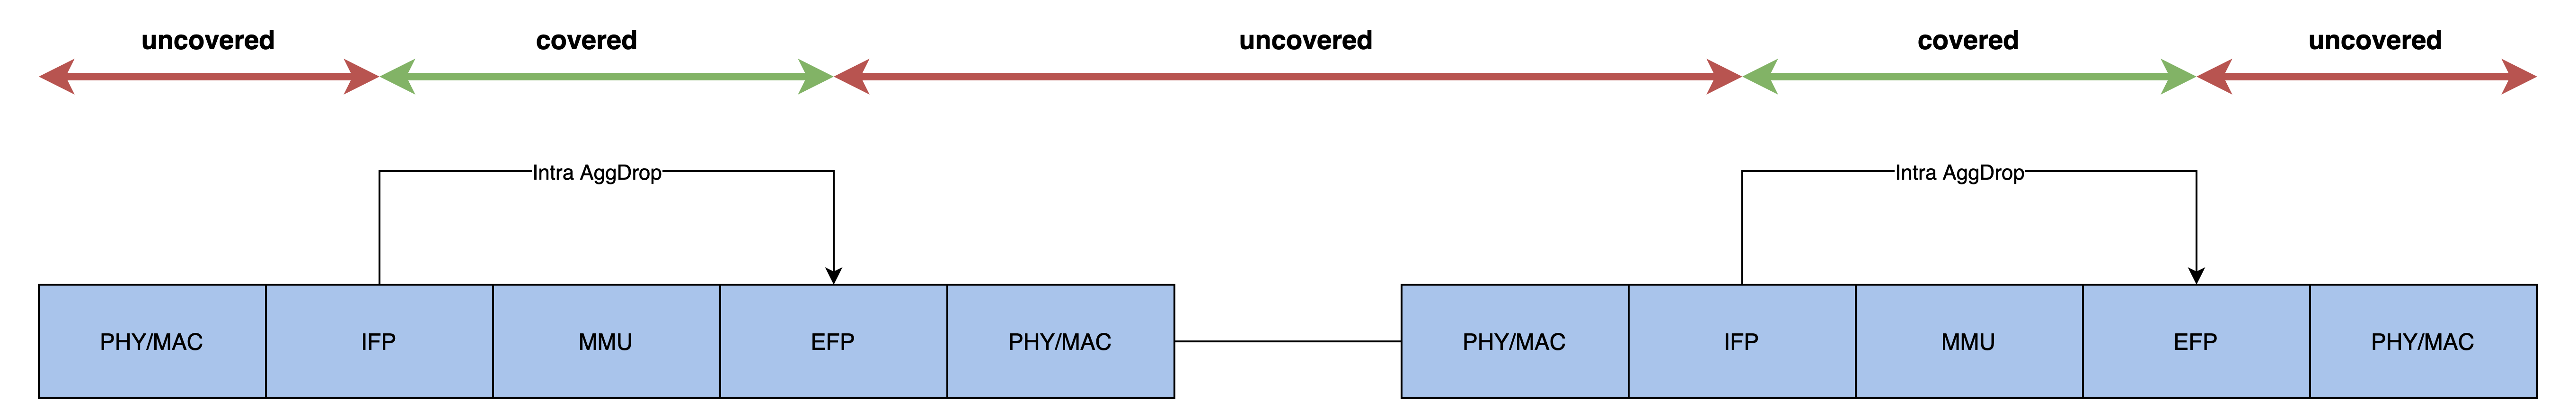 uncovered
covered
uncovered
covered
uncovered
Intra AggDrop
Intra AggDrop
PHY/MAC
IFP
MMU
EFP
PHY/MAC
PHY/MAC
IFP
MMU
EFP
PHY/MAC